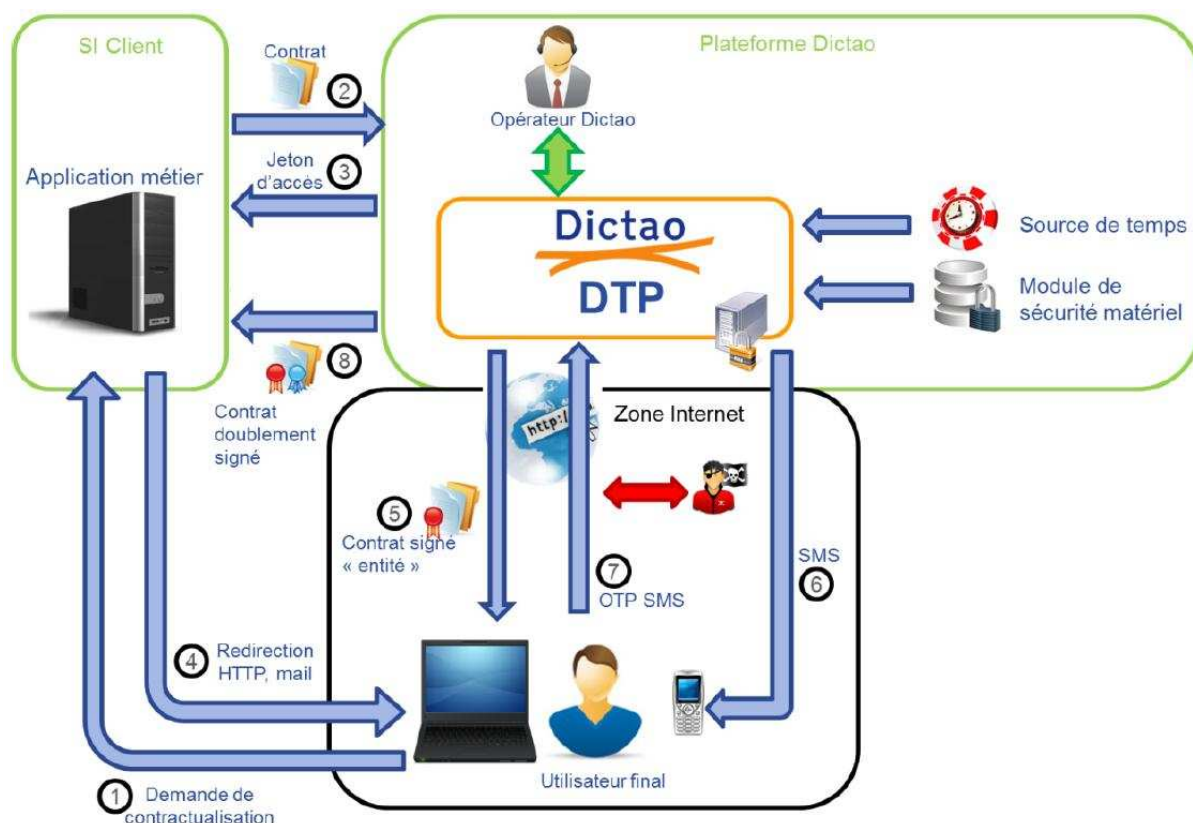 SI Client
Plateforme Dictao
Contrat
2
Opérateur Dictao
Application métier
Jeton
d'accès
3
Dictao
DTP
Source de temps
Module de
sécurité matériel
8
Contrat
doublement
signé
http:/
Zone Internet
5
Contrat signé
« entité »
7
OTP SMS
SMS
6
4
Redirection
HTTP, mail
Utilisateur final
1
Demande de
contractualisation